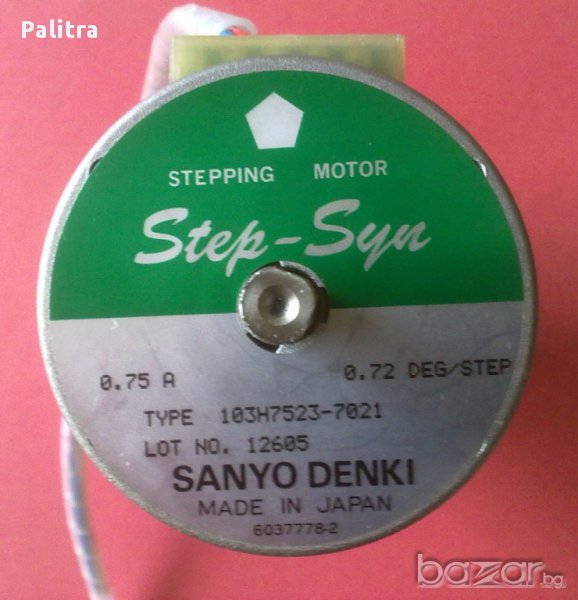 Palitra
STEPPING MOTOR
Step-Syn
0.75 A 0.72 DEG/STEP
TYPE 103H7523-7021
LOT NO. 12605
SANYO DENKI
MADE IN JAPAN
6037778-2
bazar.bg